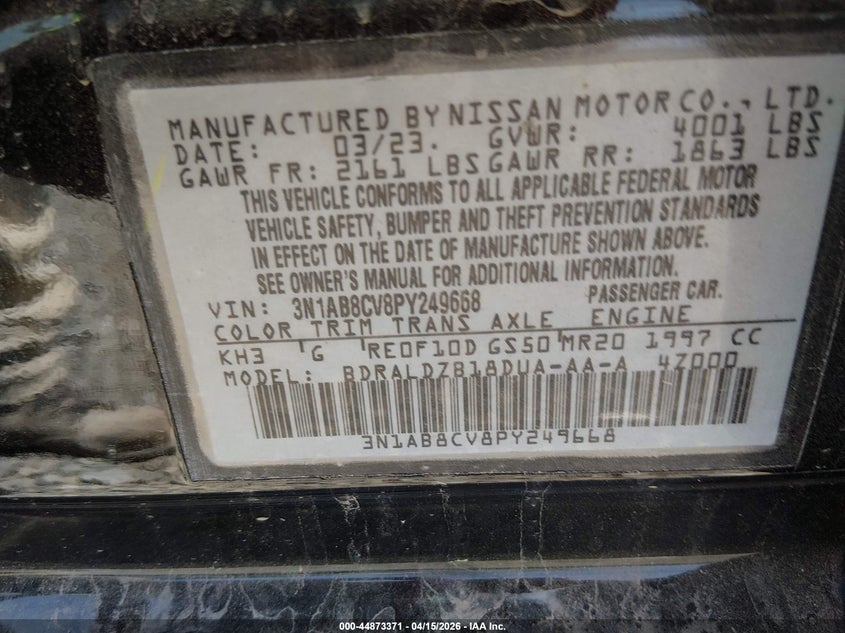 MANUFACTURED BY NISSAN MOTOR CO., LTD.
DATE: 03/23. GVWR: 4001 LBS
GAWR FR: 2161 LBS GAWR RR: 1863 LBS
THIS VEHICLE CONFORMS TO ALL APPLICABLE FEDERAL MOTOR
VEHICLE SAFETY, BUMPER AND THEFT PREVENTION STANDARDS
IN EFFECT ON THE DATE OF MANUFACTURE SHOWN ABOVE.
SEE OWNER'S MANUAL FOR ADDITIONAL INFORMATION.
VIN: 3N1AB8CV8PY249668 PASSENGER CAR.
COLOR TRIM TRANS AXLE ENGINE
KH3 G RE0F10D GS50 MR20 1997 CC
MODEL: BDRALDZB18DUA-AA-A 4Z000
3N1AB8CV8PY249668
000-44873371 | 04/15/2026 - IAA Inc.